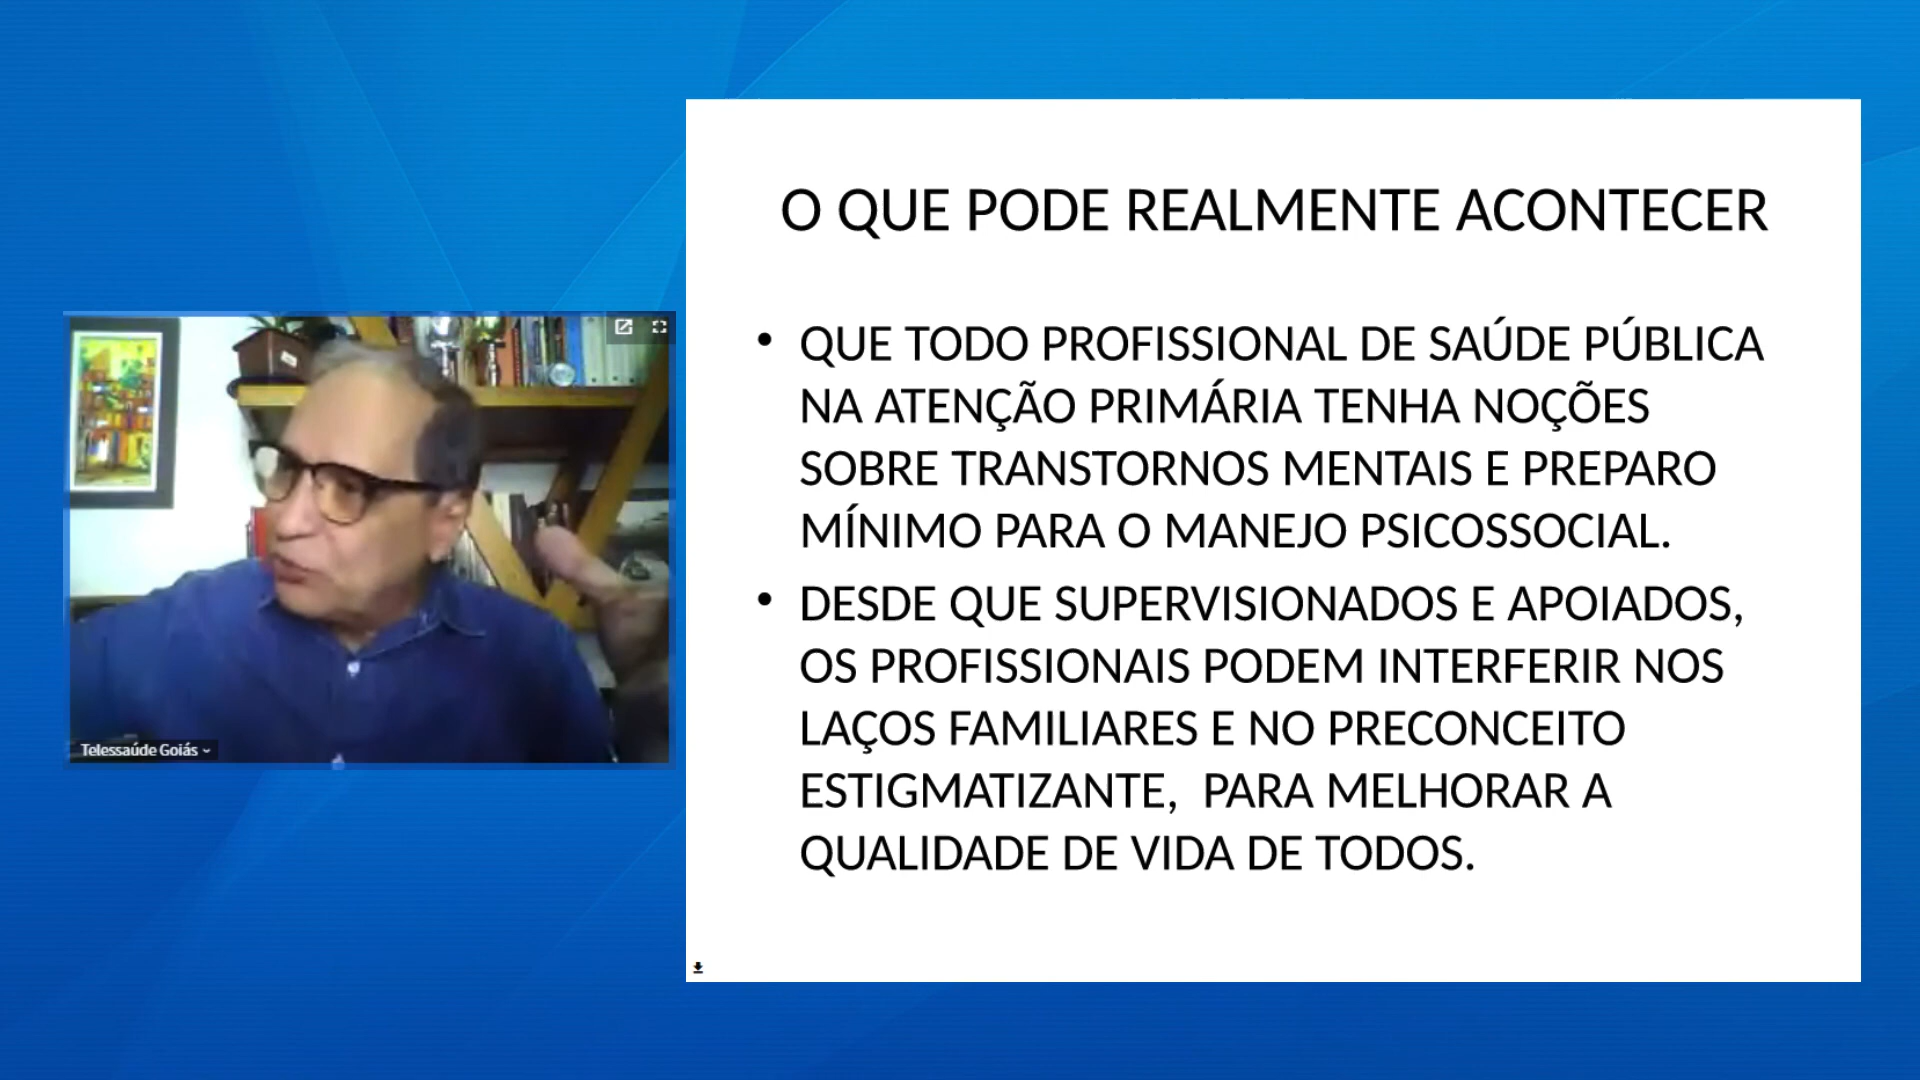 O QUE PODE REALMENTE ACONTECER
• QUE TODO PROFISSIONAL DE SAÚDE PÚBLICA
NA ATENÇÃO PRIMÁRIA TENHA NOÇÕES
SOBRE TRANSTORNOS MENTAIS E PREPARO
MÍNIMO PARA O MANEJO PSICOSSOCIAL.
• DESDE QUE SUPERVISIONADOS E APOIADOS,
OS PROFISSIONAIS PODEM INTERFERIR NOS
LAÇOS FAMILIARES E NO PRECONCEITO
ESTIGMATIZANTE,  PARA MELHORAR A
QUALIDADE DE VIDA DE TODOS.
Telessaúde Goiás